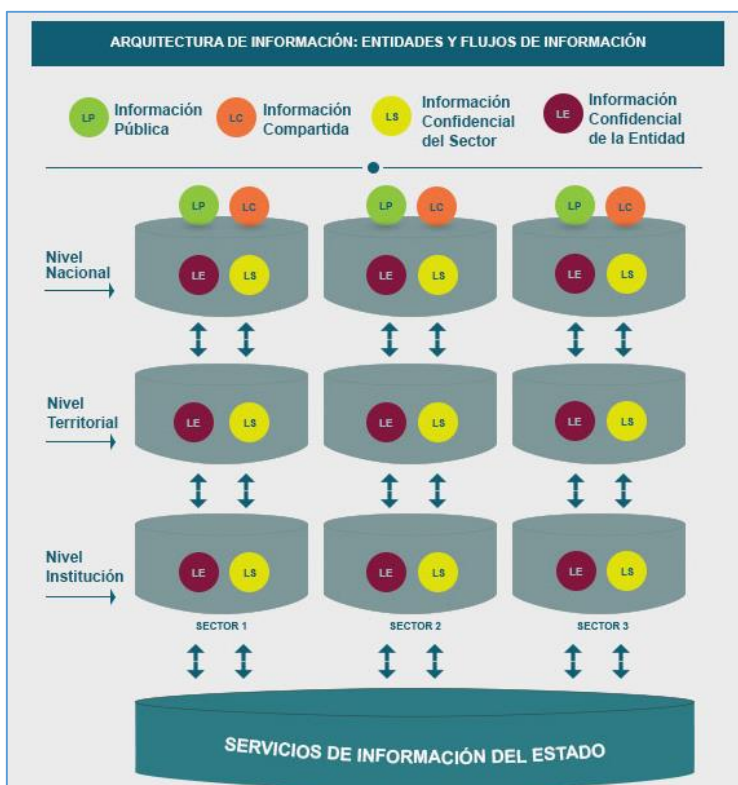 ARQUITECTURA DE INFORMACIÓN: ENTIDADES Y FLUJOS DE INFORMACIÓN
LP
Información
Pública
LC
Información
Compartida
LS
Información
Confidencial
del Sector
LE
Información
Confidencial
de la Entidad
LP LC LP LC LP LC
Nivel
Nacional
LE LS LE LS LE LS
Nivel
Territorial
LE LS LE LS LE LS
Nivel
Institución
LE LS LE LS LE LS
SECTOR 1 SECTOR 2 SECTOR 3
SERVICIOS DE INFORMACIÓN DEL ESTADO